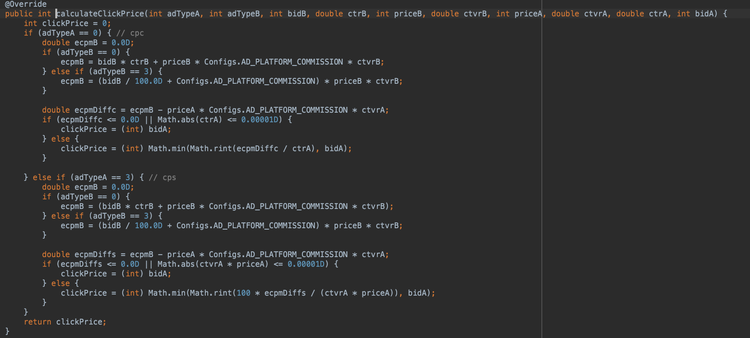 @Override
public int calculateClickPrice(int adTypeA, int adTypeB, int bidB, double ctrB, int priceB, double ctvrB, int priceA, double ctvrA, double ctrA, int bidA) {
    int clickPrice = 0;
    if (adTypeA == 0) { // cpc
        double ecpmB = 0.0D;
        if (adTypeB == 0) {
            ecpmB = bidB * ctrB + priceB * Configs.AD_PLATFORM_COMMISSION * ctvrB;
        } else if (adTypeB == 3) {
            ecpmB = (bidB / 100.0D + Configs.AD_PLATFORM_COMMISSION) * priceB * ctvrB;
        }

        double ecpmDiffc = ecpmB - priceA * Configs.AD_PLATFORM_COMMISSION * ctvrA;
        if (ecpmDiffc <= 0.0D || Math.abs(ctrA) <= 0.00001D) {
            clickPrice = (int) bidA;
        } else {
            clickPrice = (int) Math.min(Math.rint(ecpmDiffc / ctrA), bidA);
        }

    } else if (adTypeA == 3) { // cps
        double ecpmB = 0.0D;
        if (adTypeB == 0) {
            ecpmB = (bidB * ctrB + priceB * Configs.AD_PLATFORM_COMMISSION * ctvrB);
        } else if (adTypeB == 3) {
            ecpmB = (bidB / 100.0D + Configs.AD_PLATFORM_COMMISSION) * priceB * ctvrB;
        }

        double ecpmDiffs = ecpmB - priceA * Configs.AD_PLATFORM_COMMISSION * ctvrA;
        if (ecpmDiffs <= 0.0D || Math.abs(ctvrA * priceA) <= 0.00001D) {
            clickPrice = (int) bidA;
        } else {
            clickPrice = (int) Math.min(Math.rint(100 * ecpmDiffs / (ctvrA * priceA)), bidA);
        }
    }
    return clickPrice;
}